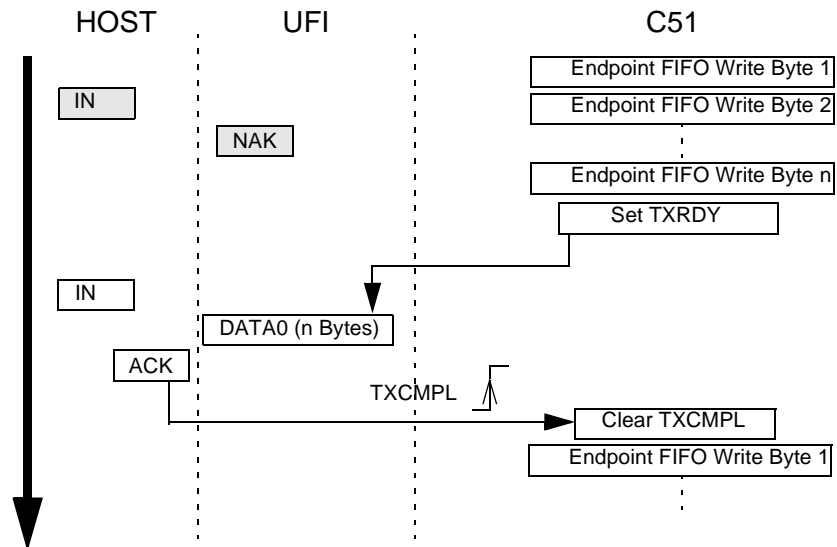 HOST UFI C51
Endpoint FIFO Write Byte 1
IN Endpoint FIFO Write Byte 2
NAK
Endpoint FIFO Write Byte n
Set TXRDY
IN
DATA0 (n Bytes)
ACK
TXCMPL
Clear TXCMPL
Endpoint FIFO Write Byte 1